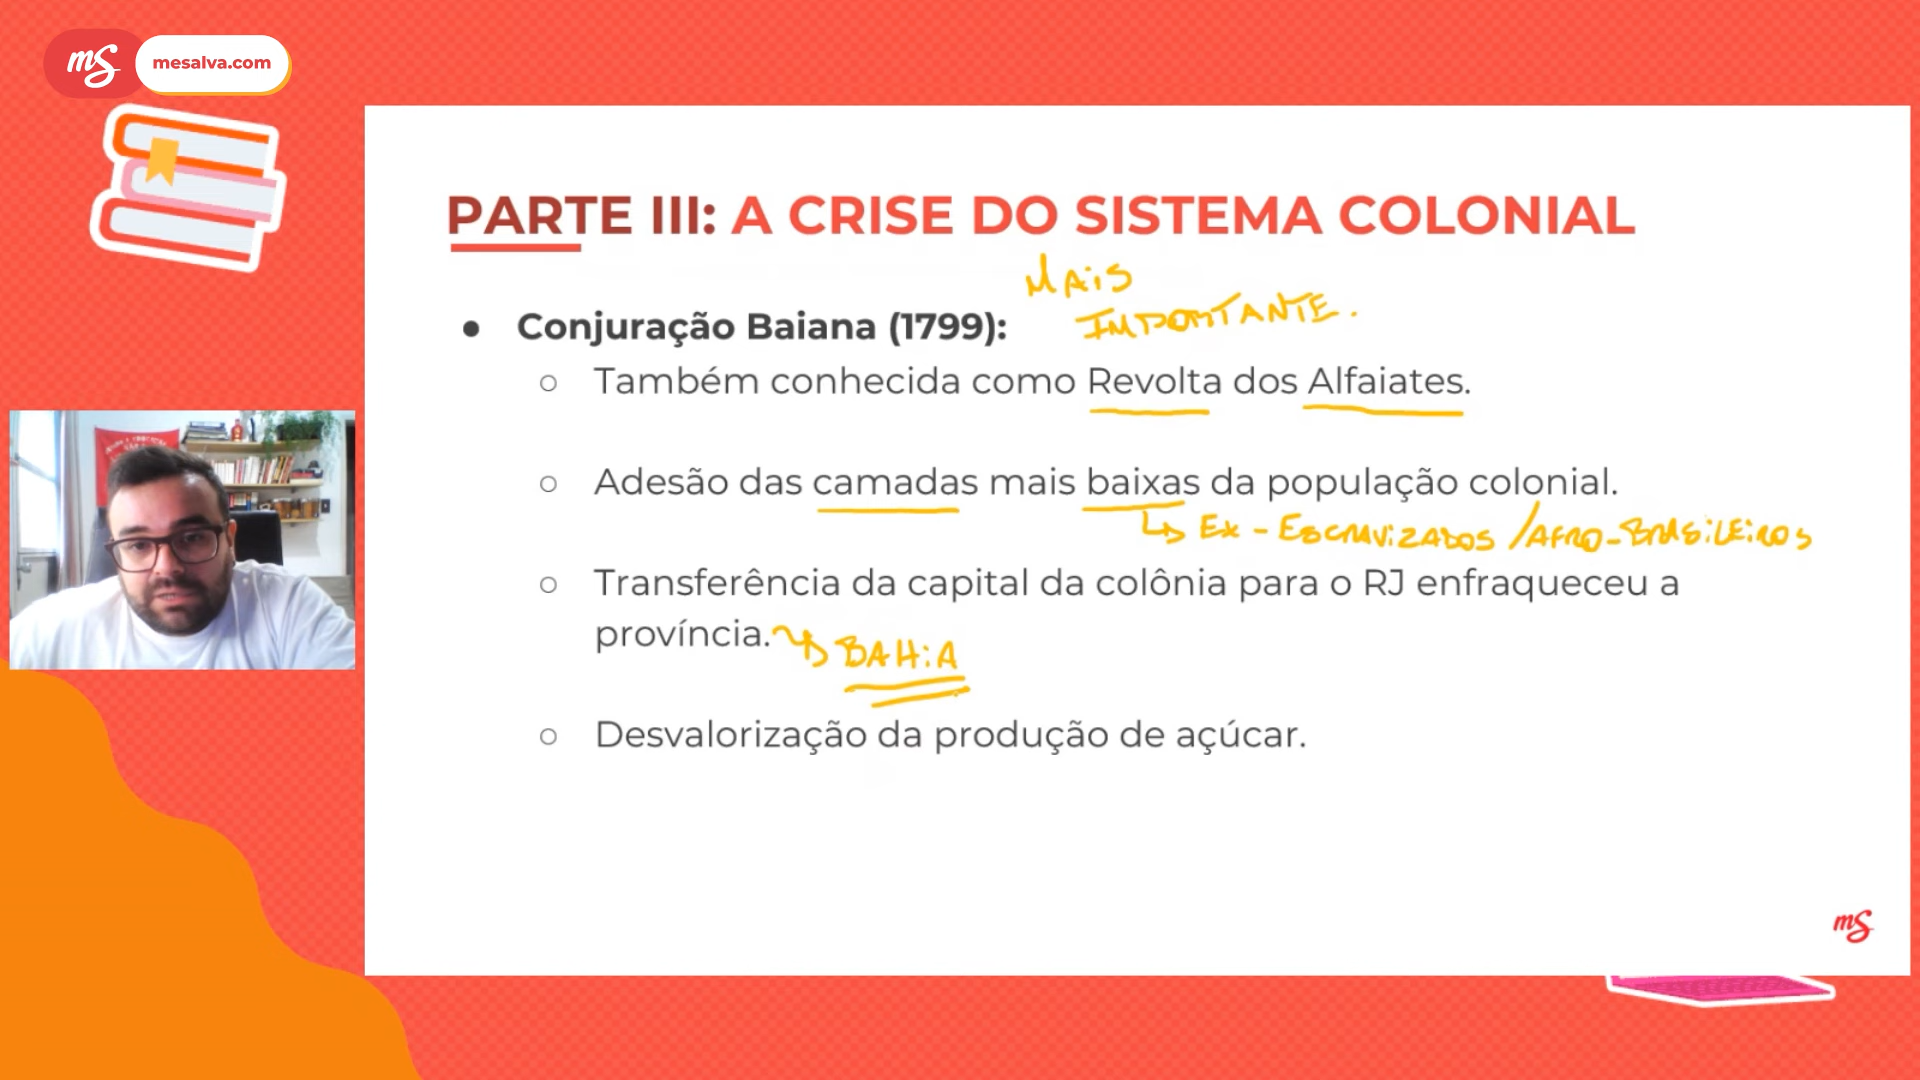 mS mesalva.com
PARTE III: A CRISE DO SISTEMA COLONIAL
MAiS
IMPORTANTE.
● Conjuração Baiana (1799):
○ Também conhecida como Revolta dos Alfaiates.
○ Adesão das camadas mais baixas da população colonial.
↳ EX-ESCRAViZADOS / AFRO-BRASiLEiROS
○ Transferência da capital da colônia para o RJ enfraqueceu a
província. BAHiA
○ Desvalorização da produção de açúcar.
mS